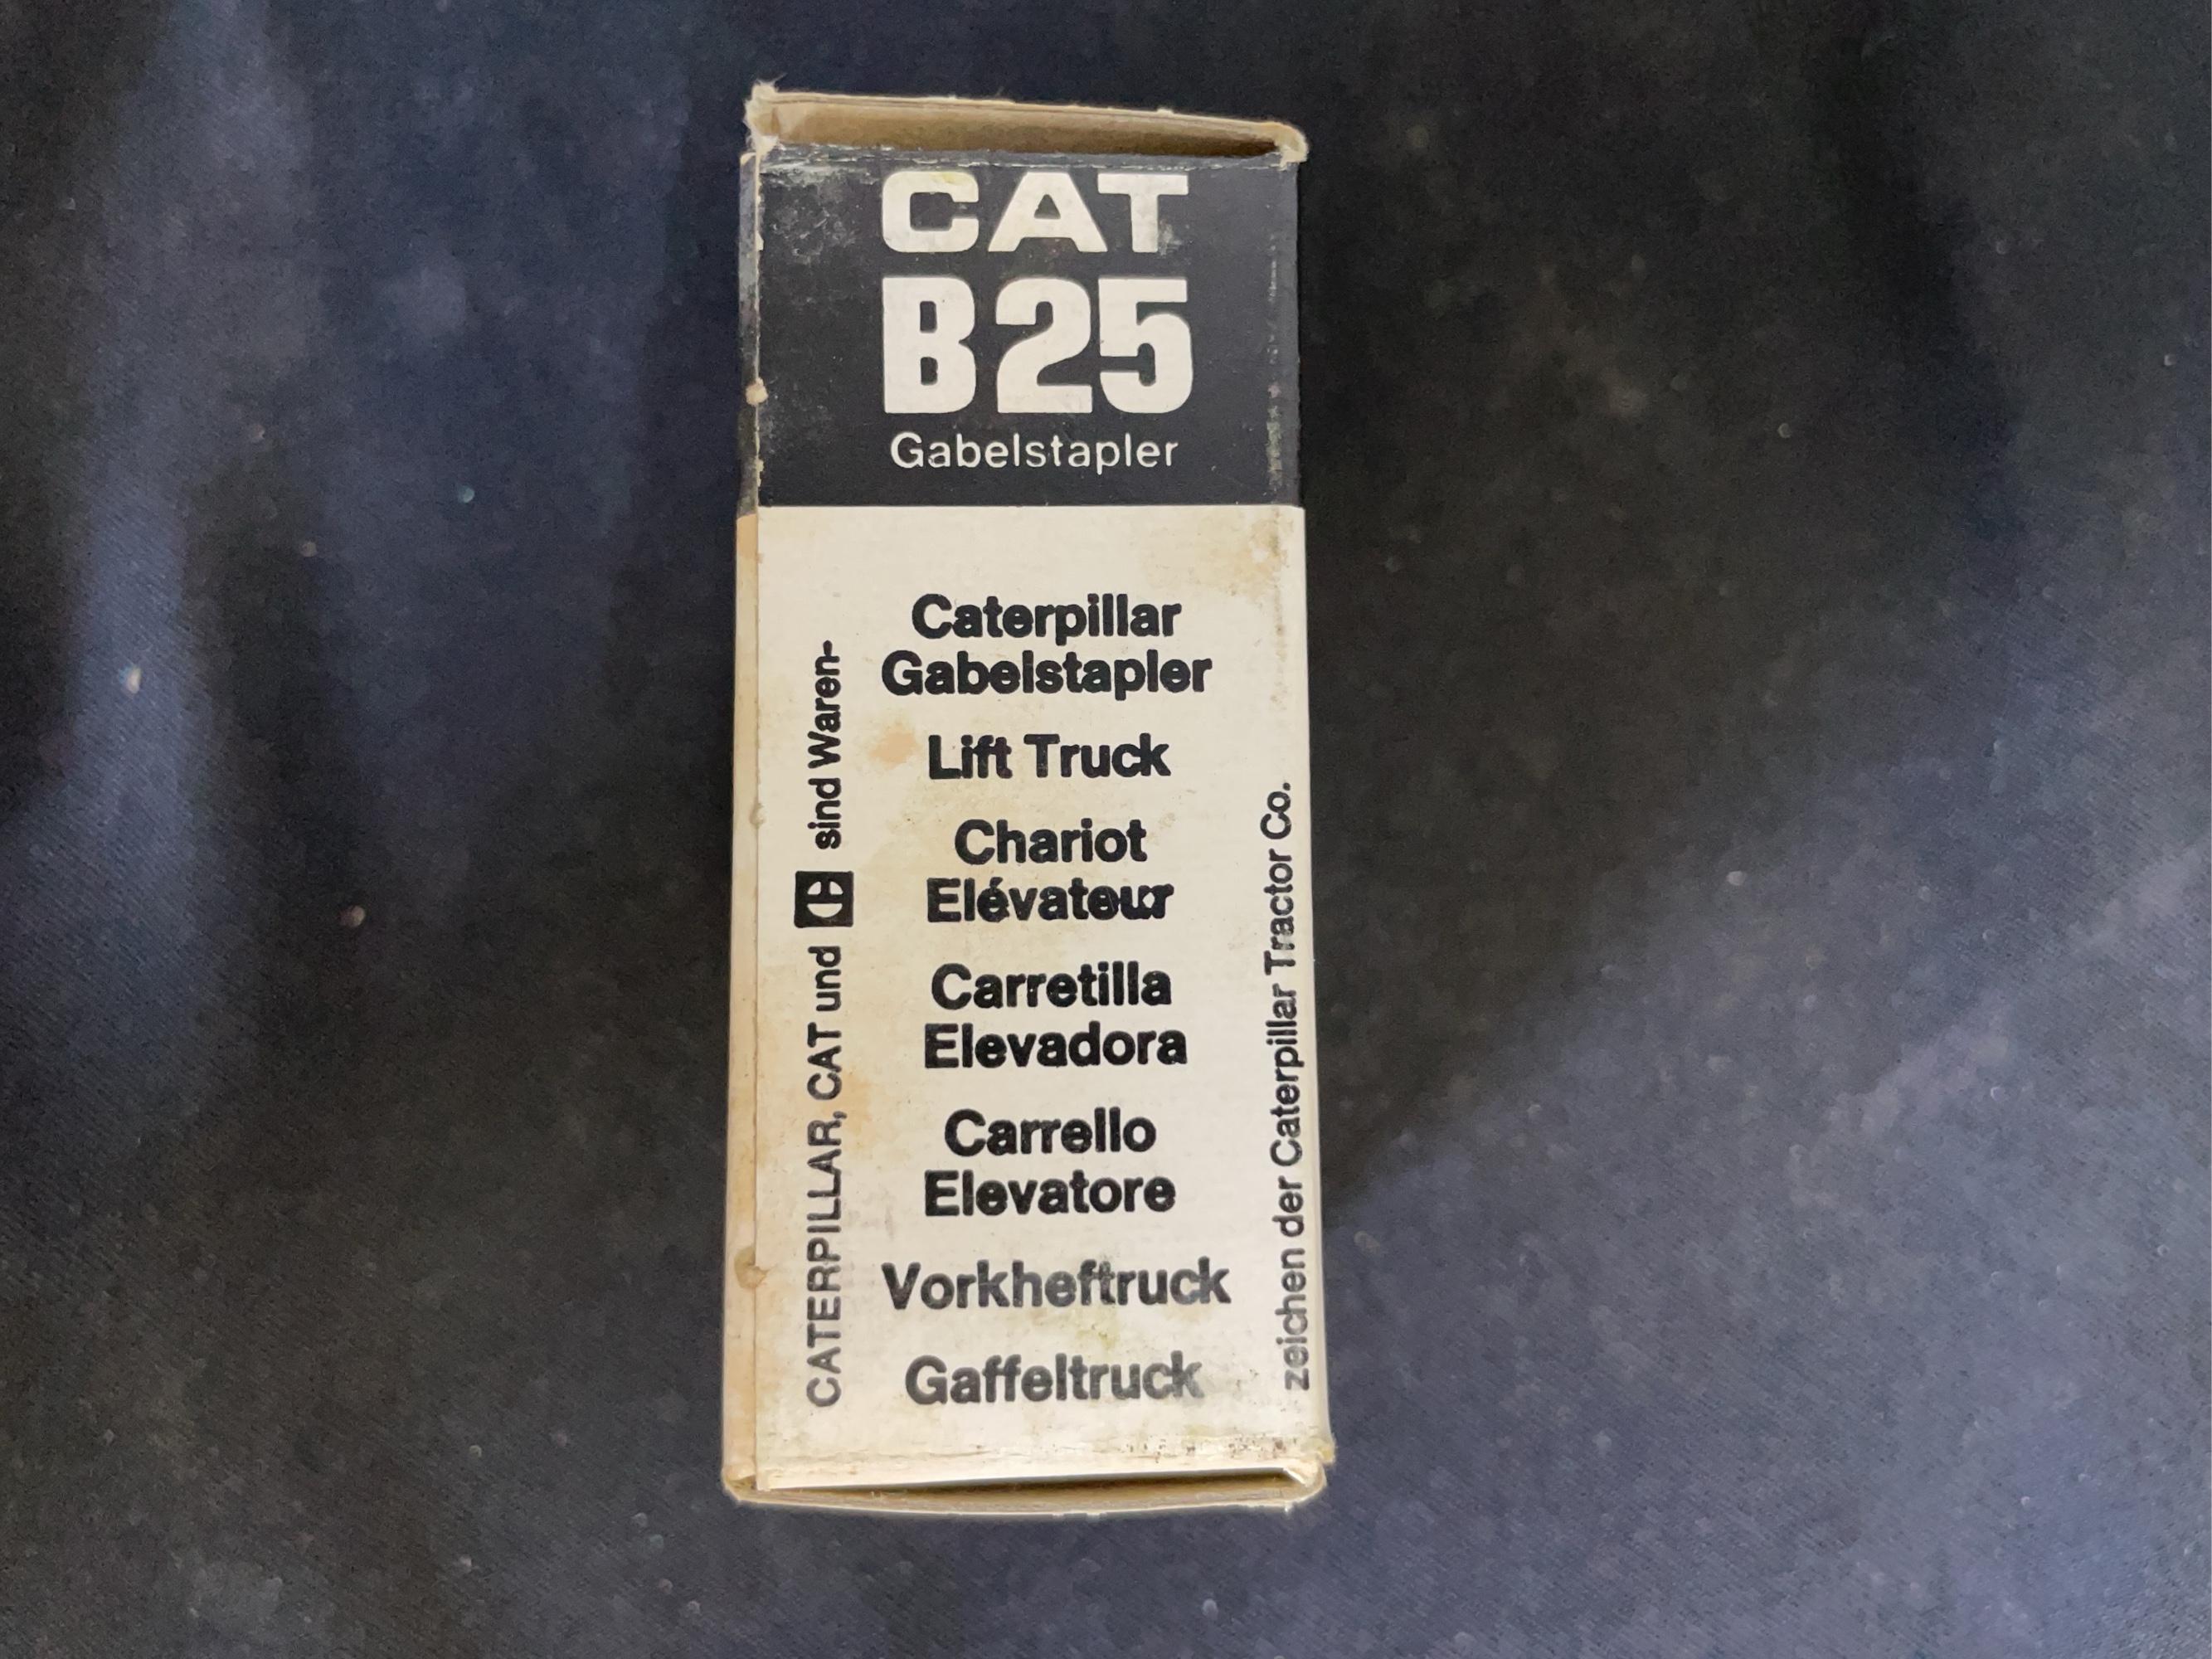 CAT
B25
Gabelstapler
Caterpillar
Gabelstapler
Lift Truck
Chariot
Elévateur
Carretilla
Elevadora
Carrello
Elevatore
Vorkheftruck
Gaffeltruck
CATERPILLAR, CAT und C sind Waren-
zeichen der Caterpillar Tractor Co.